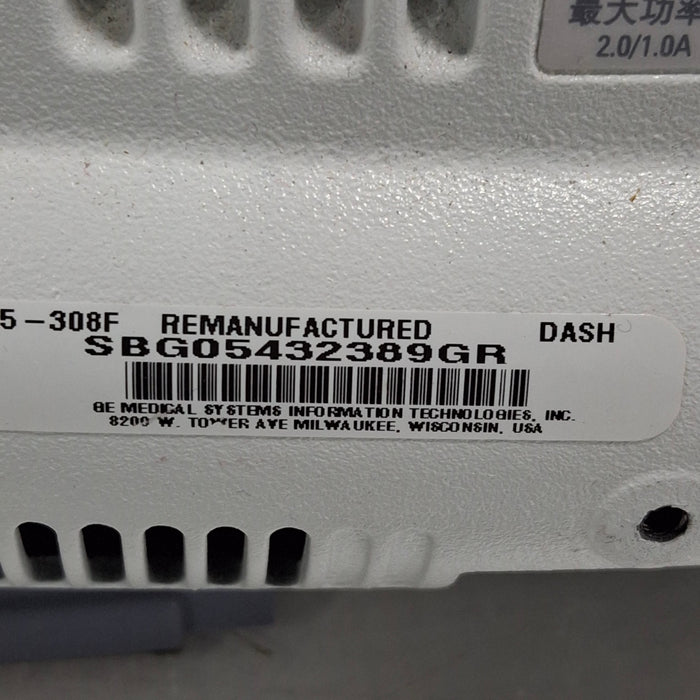 最大功率
2.0/1.0A
5-308F REMANUFACTURED DASH
SBG05432389GR
GE MEDICAL SYSTEMS INFORMATION TECHNOLOGIES, INC.
8200 W. TOWER AVE MILWAUKEE, WISCONSIN, USA